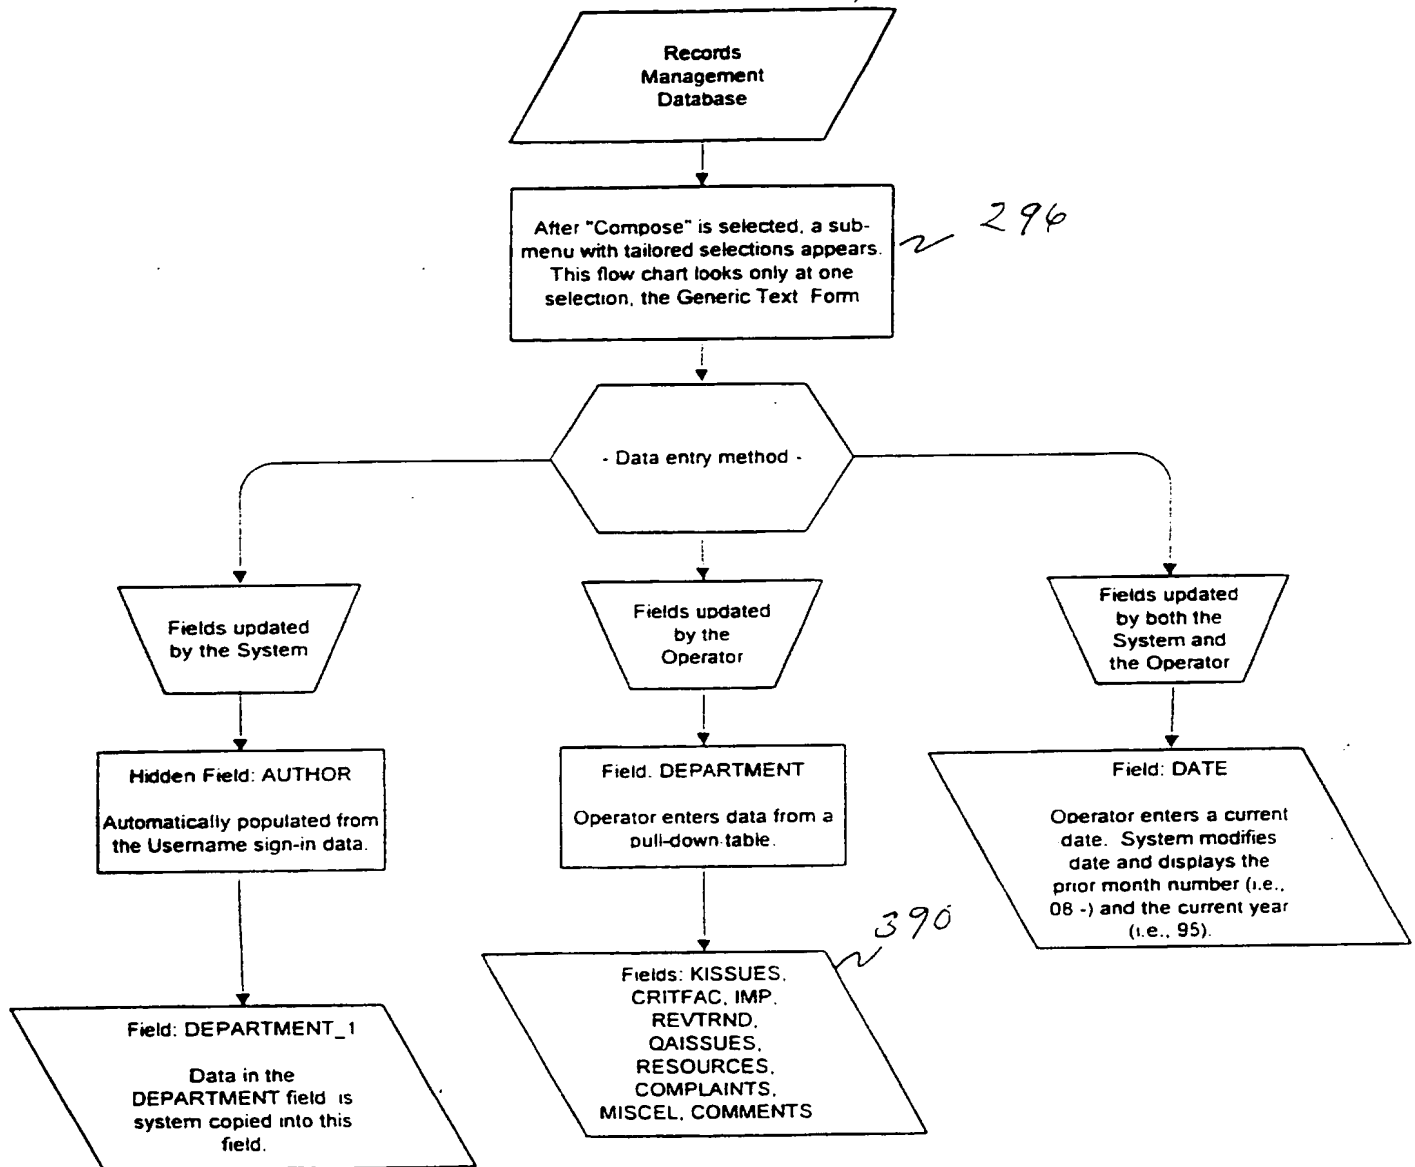 Records
Management
Database
After "Compose" is selected, a sub-
menu with tailored selections appears.
This flow chart looks only at one
selection, the Generic Text Form
296
- Data entry method -
Fields updated
by the System
Fields updated
by the
Operator
Fields updated
by both the
System and
the Operator
Hidden Field: AUTHOR
Automatically populated from
the Username sign-in data.
Field. DEPARTMENT
Operator enters data from a
pull-down table.
Field: DATE
Operator enters a current
date. System modifies
date and displays the
prior month number (i.e.,
08 -) and the current year
(i.e., 95).
390
Field: DEPARTMENT_1
Data in the
DEPARTMENT field is
system copied into this
field.
Fields: KISSUES,
CRITFAC, IMP,
REVTRND,
QAISSUES,
RESOURCES,
COMPLAINTS,
MISCEL, COMMENTS